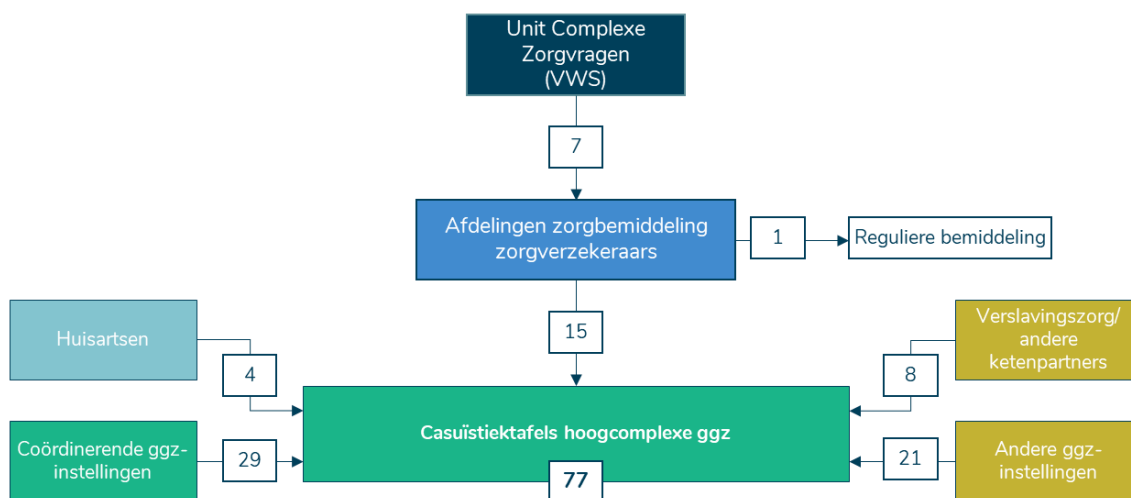 Unit Complexe
Zorgvragen
(VWS)
7
Afdelingen zorgbemiddeling
zorgverzekeraars
1
Reguliere bemiddeling
Huisartsen
15
Verslavingszorg/
andere
ketenpartners
4
8
Casuïstiektafels hoogcomplexe ggz
Coördinerende ggz-
instellingen
29
21
Andere ggz-
instellingen
77